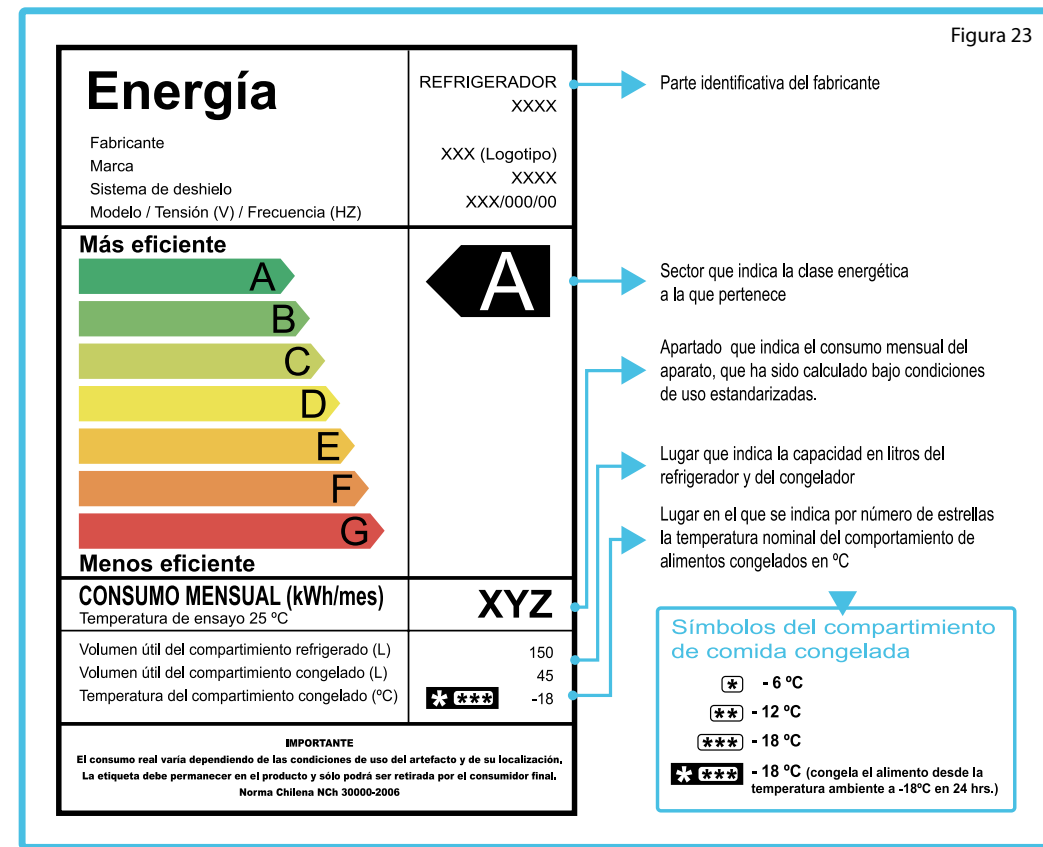 Figura 23
Energía
Fabricante
Marca
Sistema de deshielo
Modelo / Tensión (V) / Frecuencia (HZ)
REFRIGERADOR
XXXX
XXX (Logotipo)
XXXX
XXX/000/00
Parte identificativa del fabricante
Más eficiente
A
B
C
D
E
F
G
Menos eficiente
A
Sector que indica la clase energética
a la que pertenece
Apartado que indica el consumo mensual del
aparato, que ha sido calculado bajo condiciones
de uso estandarizadas.
Lugar que indica la capacidad en litros del
refrigerador y del congelador
Lugar en el que se indica por número de estrellas
la temperatura nominal del comportamiento de
alimentos congelados en ºC
CONSUMO MENSUAL (kWh/mes)
Temperatura de ensayo 25 ºC
XYZ
Volumen útil del compartimiento refrigerado (L) 150
Volumen útil del compartimiento congelado (L) 45
Temperatura del compartimiento congelado (ºC) * *** -18
IMPORTANTE
El consumo real varía dependiendo de las condiciones de uso del artefacto y de su localización,
La etiqueta debe permanecer en el producto y sólo podrá ser retirada por el consumidor final.
Norma Chilena NCh 30000-2006
Símbolos del compartimiento
de comida congelada
* - 6 ºC
** - 12 ºC
*** - 18 ºC
* *** - 18 ºC (congela el alimento desde la
temperatura ambiente a -18ºC en 24 hrs.)